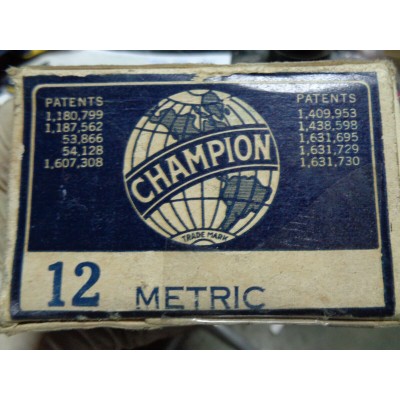 PATENTS
1,180,799
1,187,562
53,866
54,128
1,607,308
CHAMPION
TRADE MARK
PATENTS
1,409,953
1,438,598
1,631,695
1,631,729
1,631,730
12 METRIC